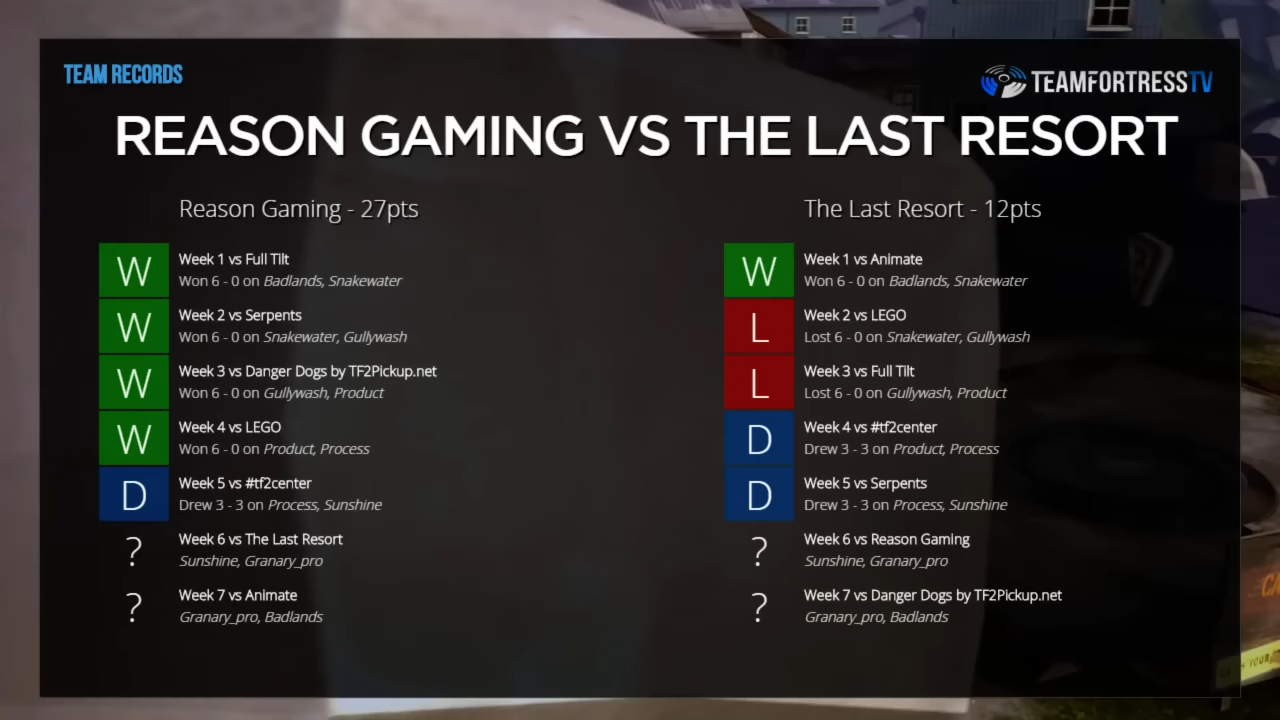 TEAM RECORDS
TEAMFORTRESSTV
REASON GAMING VS THE LAST RESORT
Reason Gaming - 27pts
W
Week 1 vs Full Tilt
Won 6 - 0 on Badlands, Snakewater
W
Week 2 vs Serpents
Won 6 - 0 on Snakewater, Gullywash
W
Week 3 vs Danger Dogs by TF2Pickup.net
Won 6 - 0 on Gullywash, Product
W
Week 4 vs LEGO
Won 6 - 0 on Product, Process
D
Week 5 vs #tf2center
Drew 3 - 3 on Process, Sunshine
?
Week 6 vs The Last Resort
Sunshine, Granary_pro
?
Week 7 vs Animate
Granary_pro, Badlands
The Last Resort - 12pts
W
Week 1 vs Animate
Won 6 - 0 on Badlands, Snakewater
L
Week 2 vs LEGO
Lost 6 - 0 on Snakewater, Gullywash
L
Week 3 vs Full Tilt
Lost 6 - 0 on Gullywash, Product
D
Week 4 vs #tf2center
Drew 3 - 3 on Product, Process
D
Week 5 vs Serpents
Drew 3 - 3 on Process, Sunshine
?
Week 6 vs Reason Gaming
Sunshine, Granary_pro
?
Week 7 vs Danger Dogs by TF2Pickup.net
Granary_pro, Badlands